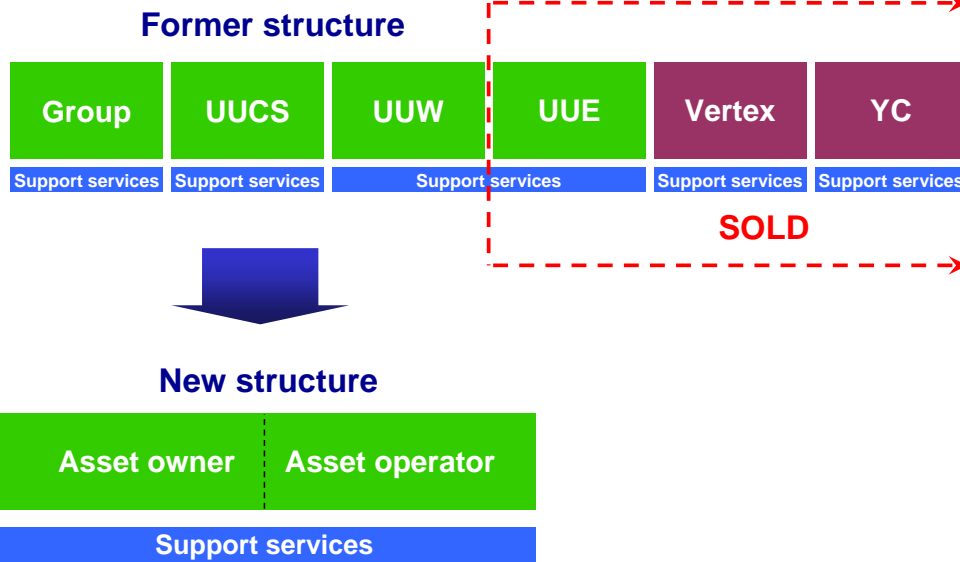 Former structure
Group UUCS UUW UUE Vertex YC
Support services Support services Support services Support services Support services
SOLD
New structure
Asset owner Asset operator
Support services